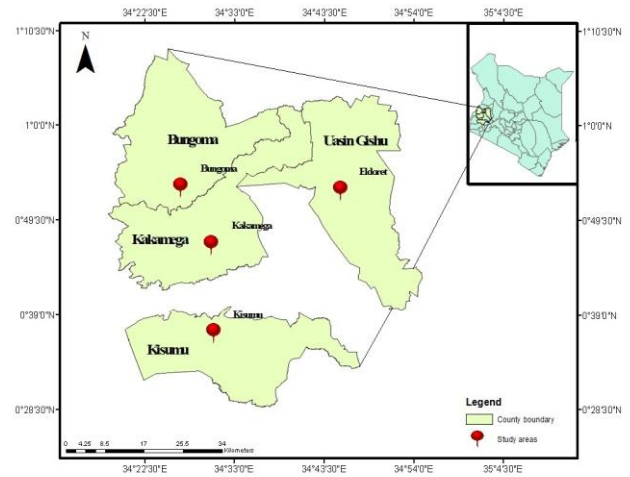 34°22'30"E 34°33'0"E 34°43'30"E 34°54'0"E 35°4'30"E
1°10'30"N 1°10'30"N
N
1°0'0"N 1°0'0"N
Bungoma Uasin Gishu
Bungoma Eldoret
0°49'30"N 0°49'30"N
Kakamega Kakamega
0°39'0"N 0°39'0"N
Kisumu
Kisumu
Legend
County boundary
Study areas
0°28'30"N 0°28'30"N
0 4.25 8.5 17 25.5 34
Kilometers
34°22'30"E 34°33'0"E 34°43'30"E 34°54'0"E 35°4'30"E